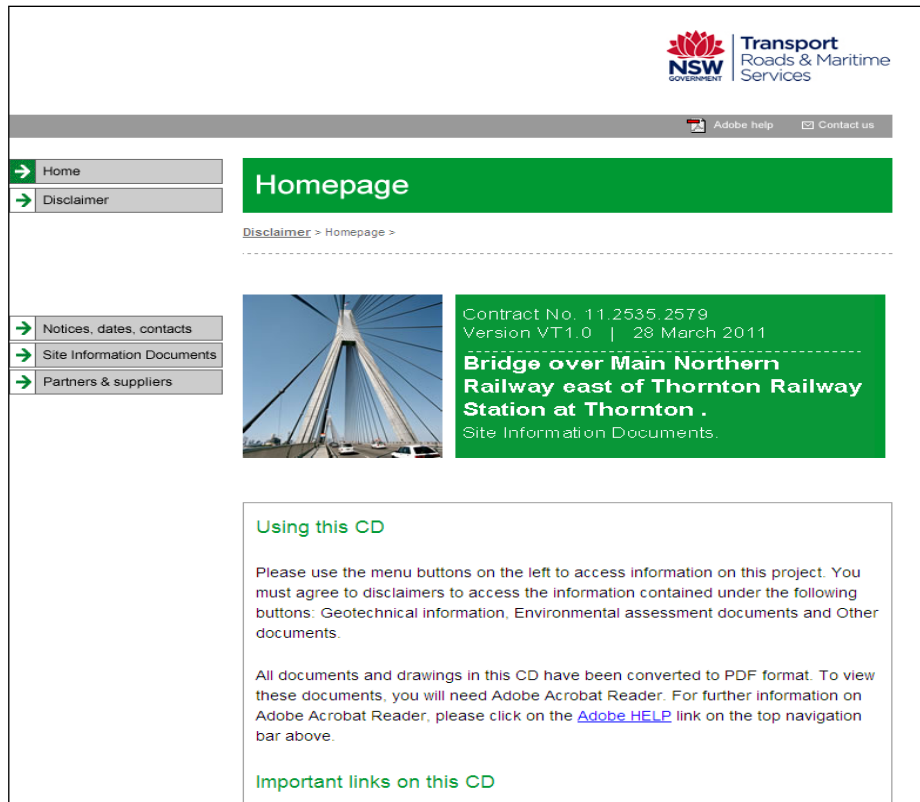 NSW
GOVERNMENT
Transport
Roads & Maritime
Services
Adobe help
Contact us
Home
Disclaimer
Notices, dates, contacts
Site Information Documents
Partners & suppliers
Homepage
Disclaimer > Homepage >
Contract No. 11.2535.2579
Version VT1.0 | 28 March 2011
Bridge over Main Northern
Railway east of Thornton Railway
Station at Thornton .
Site Information Documents.
Using this CD
Please use the menu buttons on the left to access information on this project. You
must agree to disclaimers to access the information contained under the following
buttons: Geotechnical information, Environmental assessment documents and Other
documents.
All documents and drawings in this CD have been converted to PDF format. To view
these documents, you will need Adobe Acrobat Reader. For further information on
Adobe Acrobat Reader, please click on the Adobe HELP link on the top navigation
bar above.
Important links on this CD